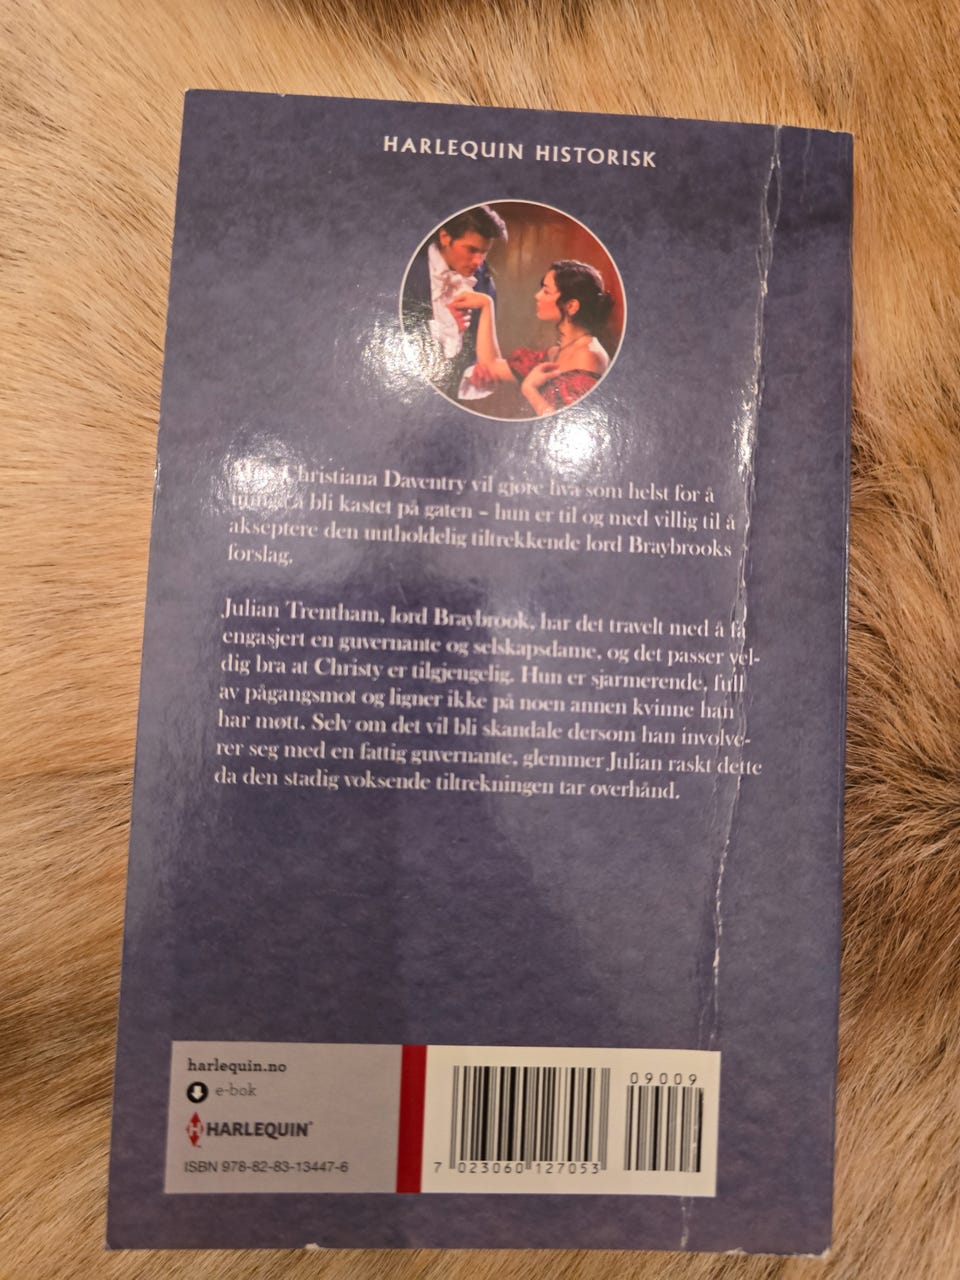 HARLEQUIN HISTORISK
Christiana Daventry vil gjøre hva som helst for å
unngå å bli kastet på gaten – hun er til og med villig til å
akseptere den uutholdelig tiltrekkende lord Braybrooks
forslag.
Julian Trentham, lord Braybrook, har det travelt med å få
engasjert en guvernante og selskapsdame, og det passer vel-
dig bra at Christy er tilgjengelig. Hun er sjarmerende, full
av pågangsmot og ligner ikke på noen annen kvinne han
har møtt. Selv om det vil bli skandale dersom han involve-
rer seg med en fattig guvernante, glemmer Julian raskt dette
da den stadig voksende tiltrekningen tar overhånd.
harlequin.no
e-bok
HARLEQUIN®
ISBN 978-82-83-13447-6
09009
7 023060 127053